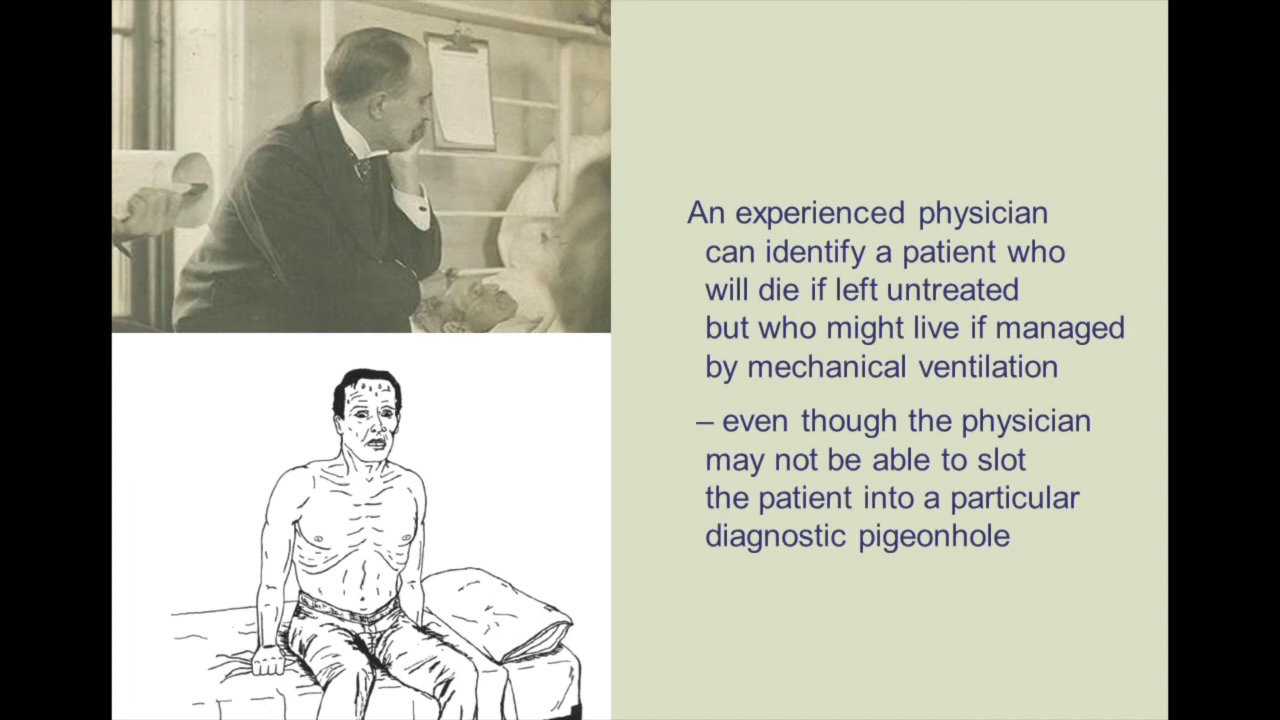 An experienced physician
can identify a patient who
will die if left untreated
but who might live if managed
by mechanical ventilation
– even though the physician
may not be able to slot
the patient into a particular
diagnostic pigeonhole